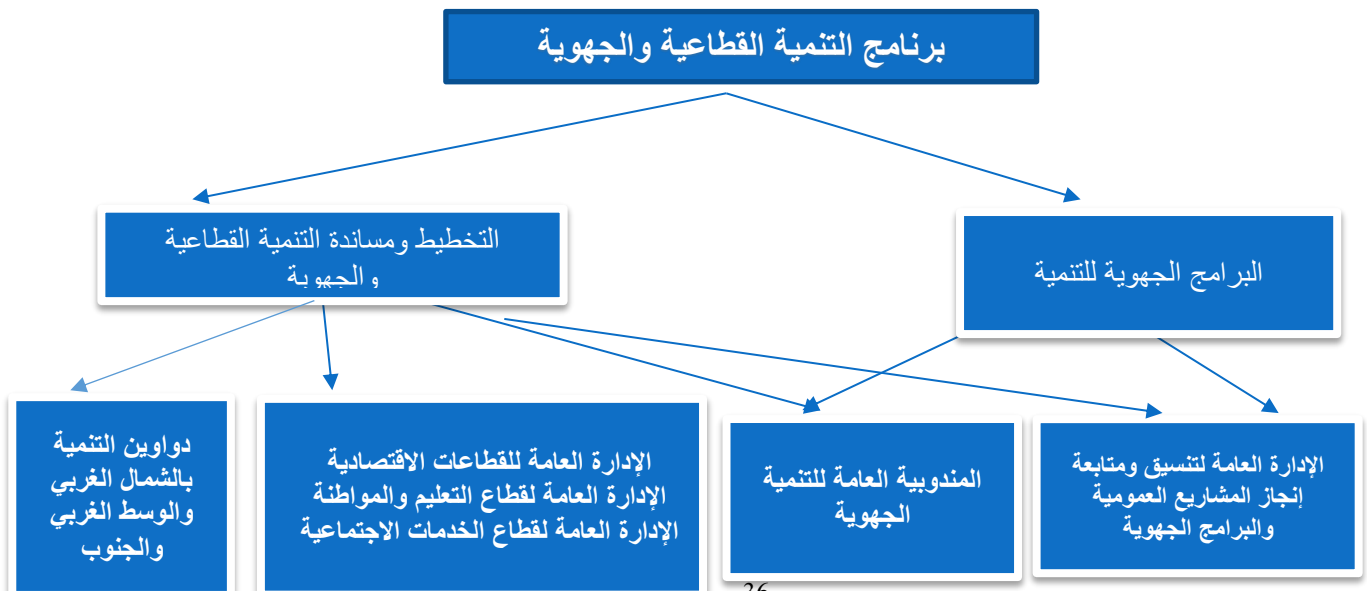 برنامج التنمية القطاعية والجهوية
البرامج الجهوية للتنمية
التخطيط ومساندة التنمية القطاعية
والجهوية
الإدارة العامة لتنسيق ومتابعة
إنجاز المشاريع العمومية
والبرامج الجهوية
المندوبية العامة للتنمية
الجهوية
الإدارة العامة للقطاعات الاقتصادية
الإدارة العامة لقطاع التعليم والمواطنة
الإدارة العامة لقطاع الخدمات الاجتماعية
دواوين التنمية
بالشمال الغربي
والوسط الغربي
والجنوب
26